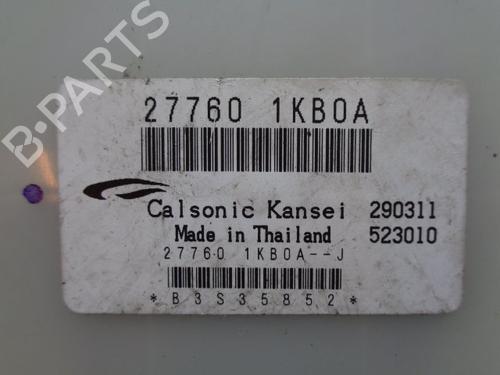 B-PARTS
27760 1KB0A
Calsonic Kansei 290311
Made in Thailand 523010
27760 1KB0A--J
*B3S35852*